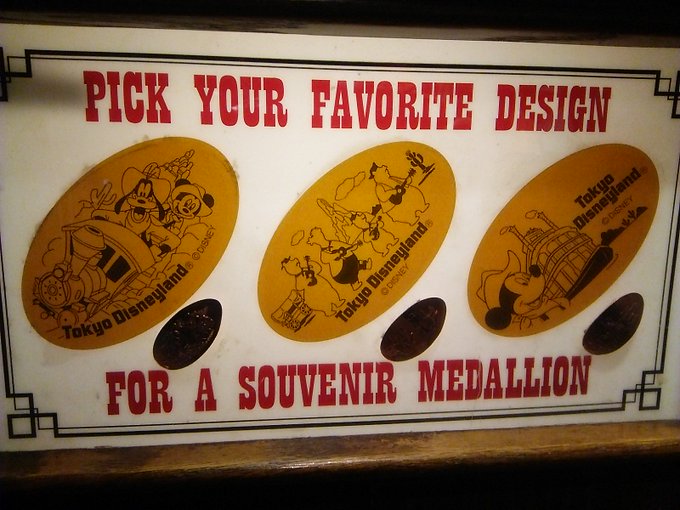 PICK YOUR FAVORITE DESIGN
Tokyo Disneyland®
©DISNEY
Tokyo Disneyland®
©DISNEY
Tokyo
Disneyland®
©DISNEY
FOR A SOUVENIR MEDALLION